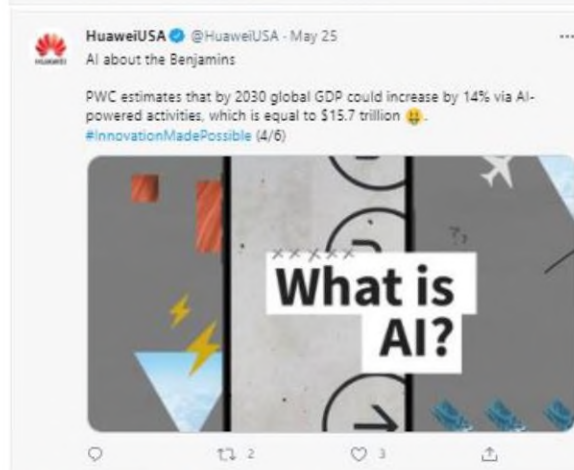 HuaweiUSA @HuaweiUSA · May 25
HUAWEI
AI about the Benjamins
PWC estimates that by 2030 global GDP could increase by 14% via AI-
powered activities, which is equal to $15.7 trillion 🤑.
#InnovationMadePossible (4/6)
What is
AI?
2 3